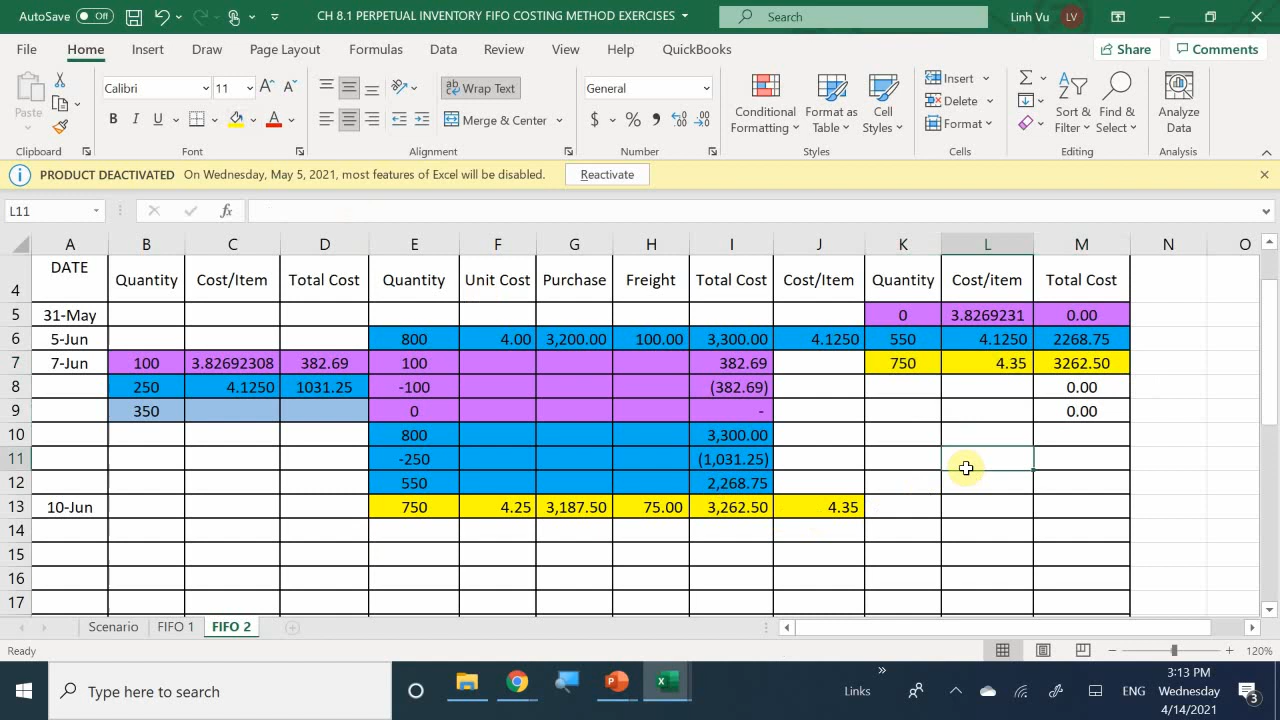 AutoSave Off CH 8.1 PERPETUAL INVENTORY FIFO COSTING METHOD EXERCISES Search Linh Vu LV
File Home Insert Draw Page Layout Formulas Data Review View Help QuickBooks Share Comments
Paste Calibri 11 A A Wrap Text General Conditional Formatting Format as Table Cell Styles Insert Sort & Filter Find & Select Analyze Data
B I U A Merge & Center $ % Delete
Format
Clipboard Font Alignment Number Styles Cells Editing Analysis
PRODUCT DEACTIVATED On Wednesday, May 5, 2021, most features of Excel will be disabled. Reactivate
L11 fx
A B C D E F G H I J K L M N O
4 DATE Quantity Cost/Item Total Cost Quantity Unit Cost Purchase Freight Total Cost Cost/Item Quantity Cost/item Total Cost
5 31-May 0 3.8269231 0.00
6 5-Jun 800 4.00 3,200.00 100.00 3,300.00 4.1250 550 4.1250 2268.75
7 7-Jun 100 3.82692308 382.69 100 382.69 750 4.35 3262.50
8 250 4.1250 1031.25 -100 (382.69) 0.00
9 350 0 - 0.00
10 800 3,300.00
11 -250 (1,031.25)
12 550 2,268.75
13 10-Jun 750 4.25 3,187.50 75.00 3,262.50 4.35
14
15
16
17
Scenario FIFO 1 FIFO 2
Ready 120%
Type here to search Links ENG 3:13 PM
Wednesday
4/14/2021 3